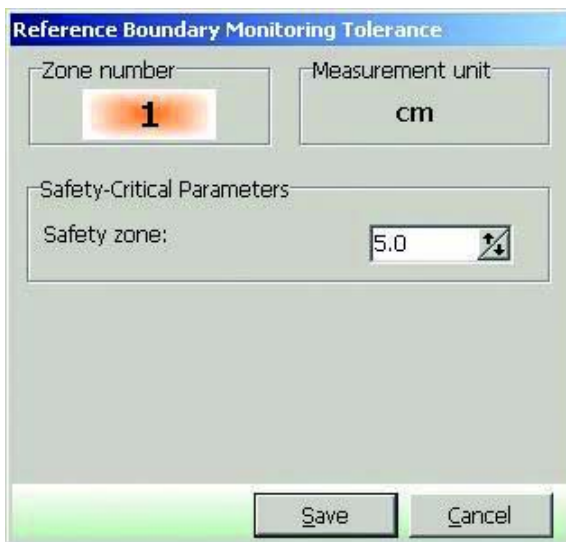 Reference Boundary Monitoring Tolerance
Zone number
Measurement unit
1
cm
Safety-Critical Parameters
Safety zone:
5.0
Save
Cancel